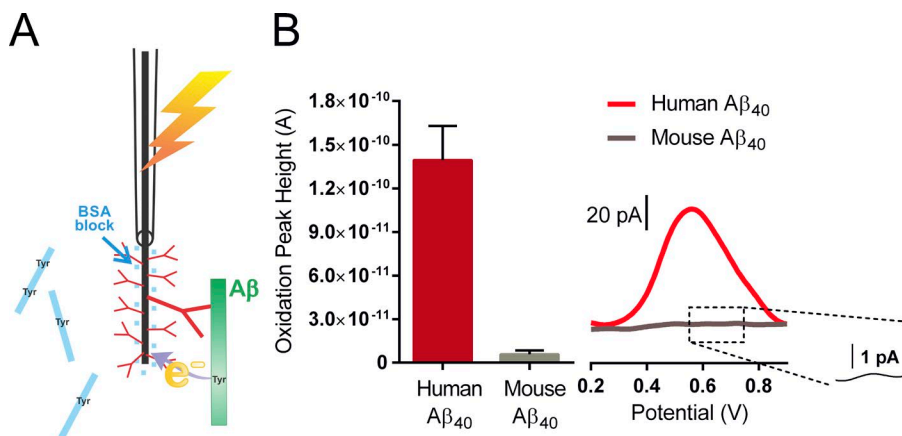 A
BSA
block
Tyr
Tyr
Tyr
Aβ
e⁻
Tyr
B
Oxidation Peak Height (A)
1.8×10⁻¹⁰
1.5×10⁻¹⁰
1.2×10⁻¹⁰
9.0×10⁻¹¹
6.0×10⁻¹¹
3.0×10⁻¹¹
0
Human
Aβ₄₀
Mouse
Aβ₄₀
Human Aβ₄₀
Mouse Aβ₄₀
20 pA
1 pA
0.2 0.4 0.6 0.8
Potential (V)